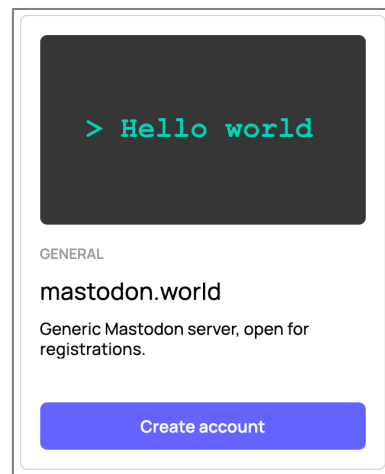 > Hello world
GENERAL
mastodon.world
Generic Mastodon server, open for
registrations.
Create account